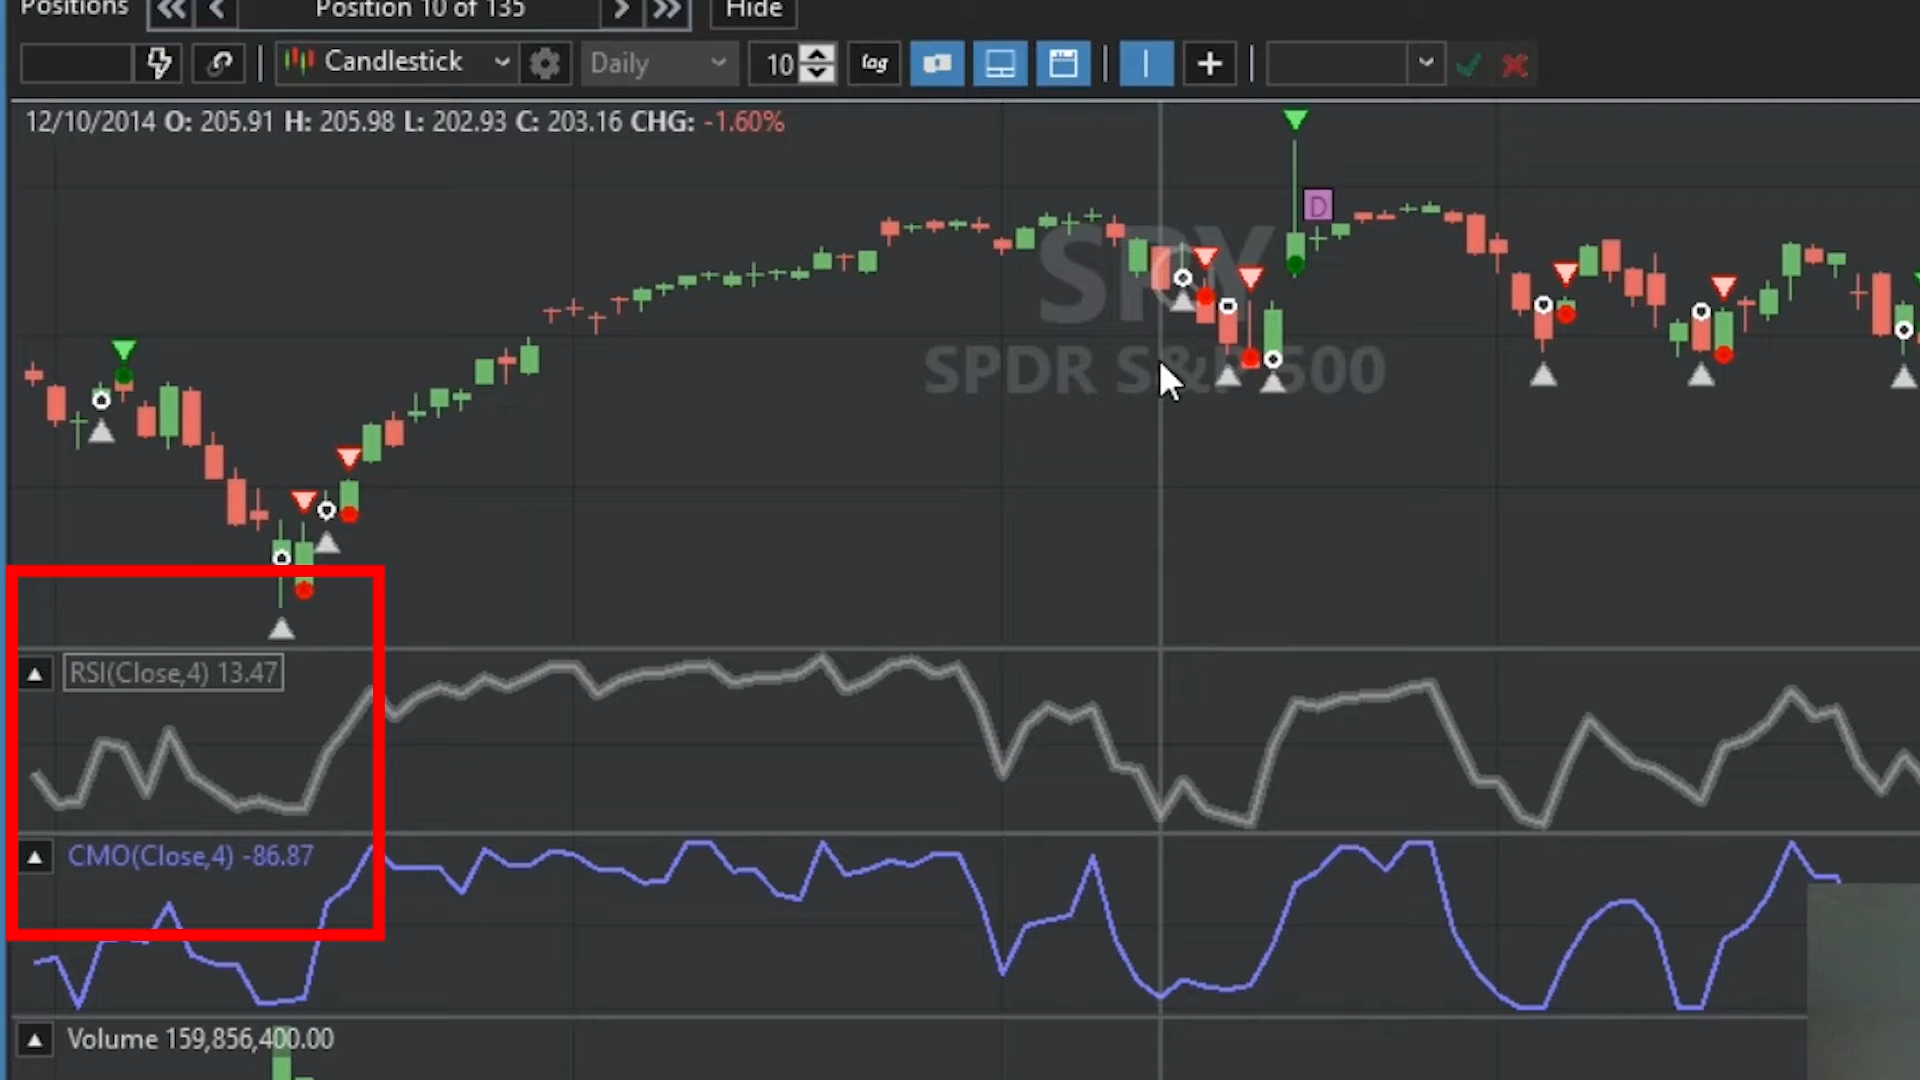 Positions Position 10 of 135 Hide
Candlestick Daily 10 log
12/10/2014 O: 205.91 H: 205.98 L: 202.93 C: 203.16 CHG: -1.60%
D
SPY
SPDR S&P 500
RSI(Close,4) 13.47
CMO(Close,4) -86.87
Volume 159,856,400.00